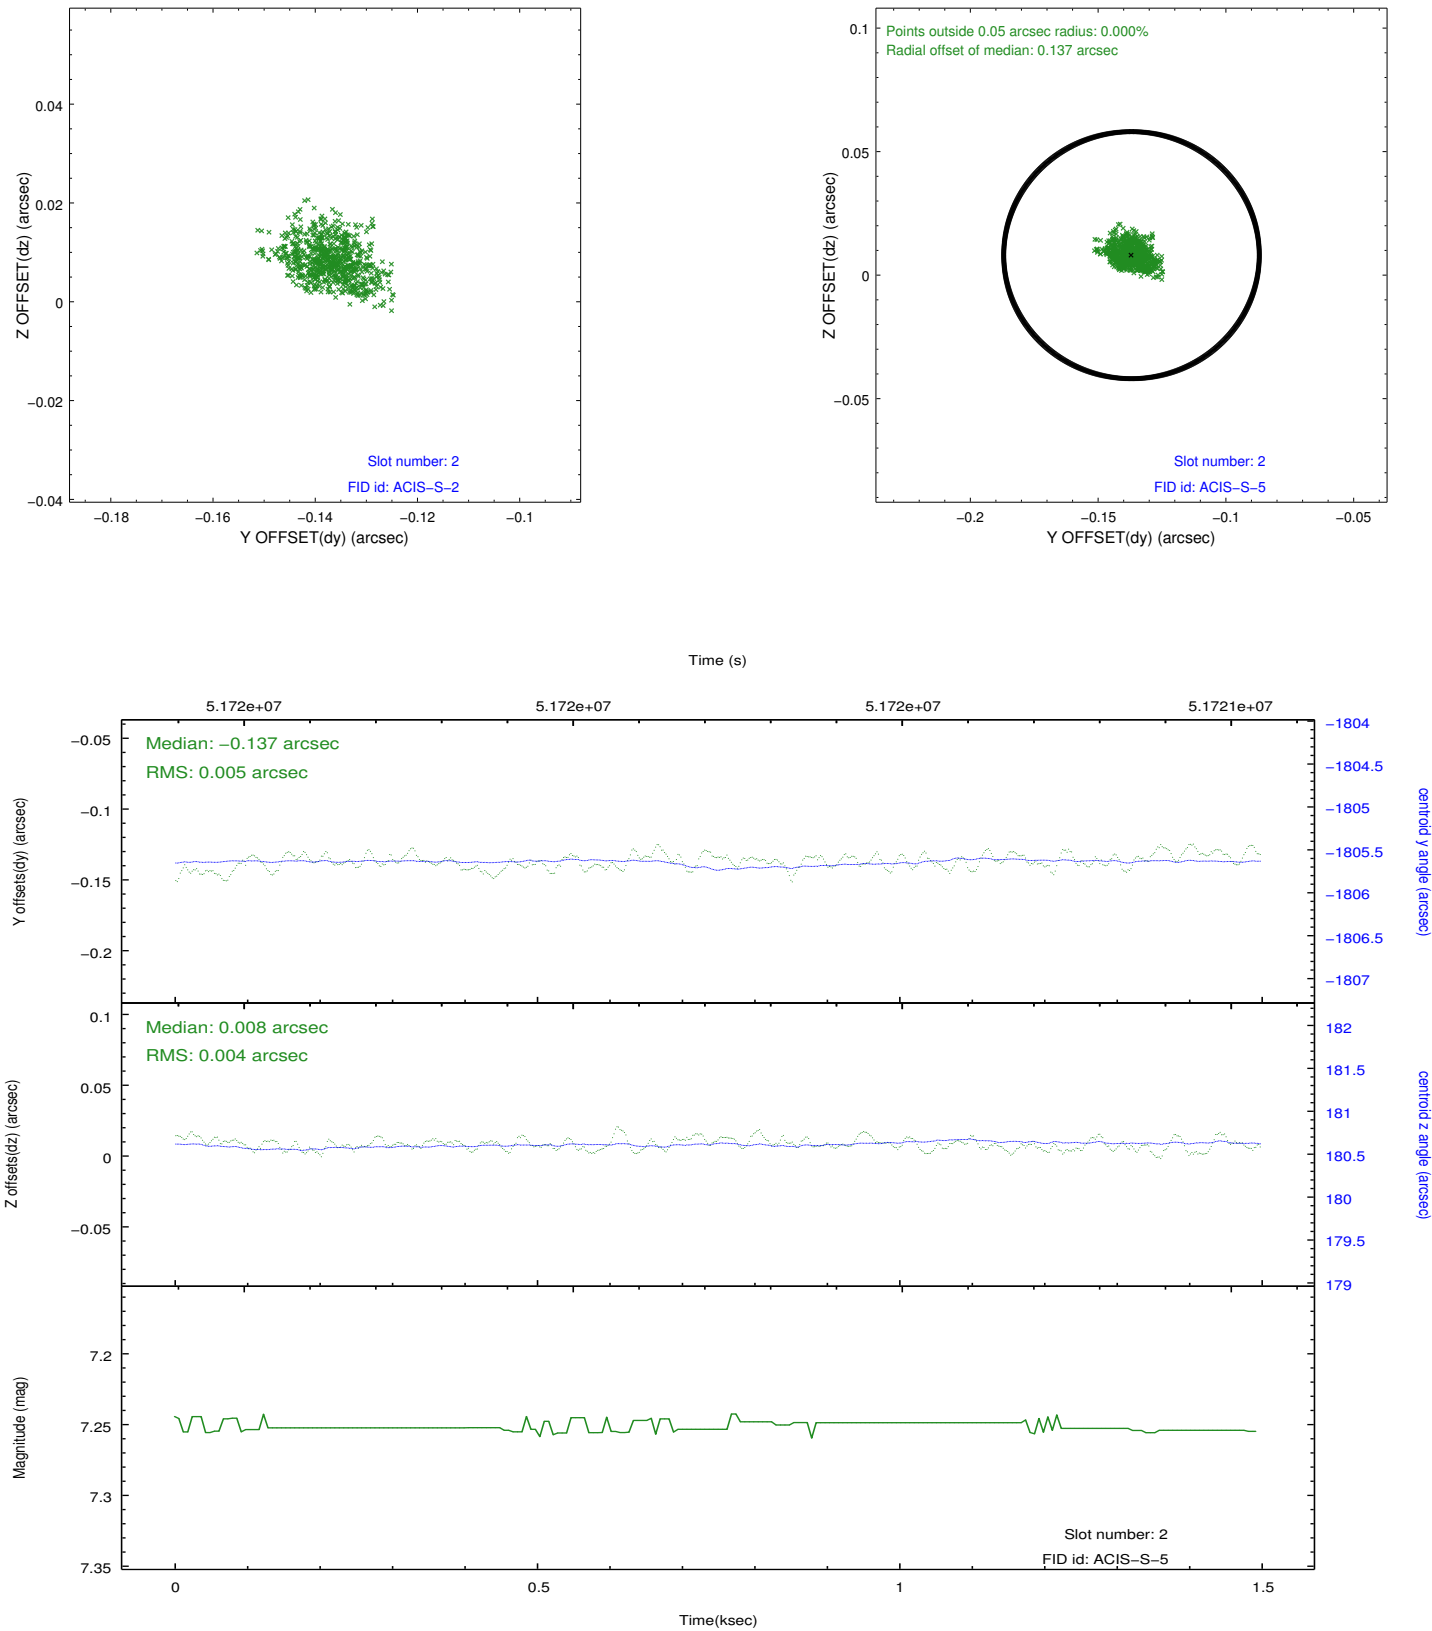 0.04
0.02
0
−0.02
−0.04
Z OFFSET(dz) (arcsec)
Slot number: 2
FID id: ACIS−S−2
−0.18
−0.16
−0.14
−0.12
−0.1
Y OFFSET(dy) (arcsec)
Points outside 0.05 arcsec radius: 0.000%
Radial offset of median: 0.137 arcsec
0.1
0.05
0
−0.05
Z OFFSET(dz) (arcsec)
Slot number: 2
FID id: ACIS−S−5
−0.2
−0.15
−0.1
−0.05
Y OFFSET(dy) (arcsec)
Time (s)
5.172e+07
5.172e+07
5.172e+07
5.1721e+07
Median: −0.137 arcsec
RMS: 0.005 arcsec
−0.05
−0.1
−0.15
−0.2
Y offsets(dy) (arcsec)
−1804
−1804.5
−1805
−1805.5
−1806
−1806.5
−1807
centroid y angle (arcsec)
Median: 0.008 arcsec
RMS: 0.004 arcsec
0.1
0.05
0
−0.05
Z offsets(dz) (arcsec)
182
181.5
181
180.5
180
179.5
179
centroid z angle (arcsec)
7.2
7.25
7.3
7.35
Magnitude (mag)
Slot number: 2
FID id: ACIS−S−5
0
0.5
1
1.5
Time(ksec)